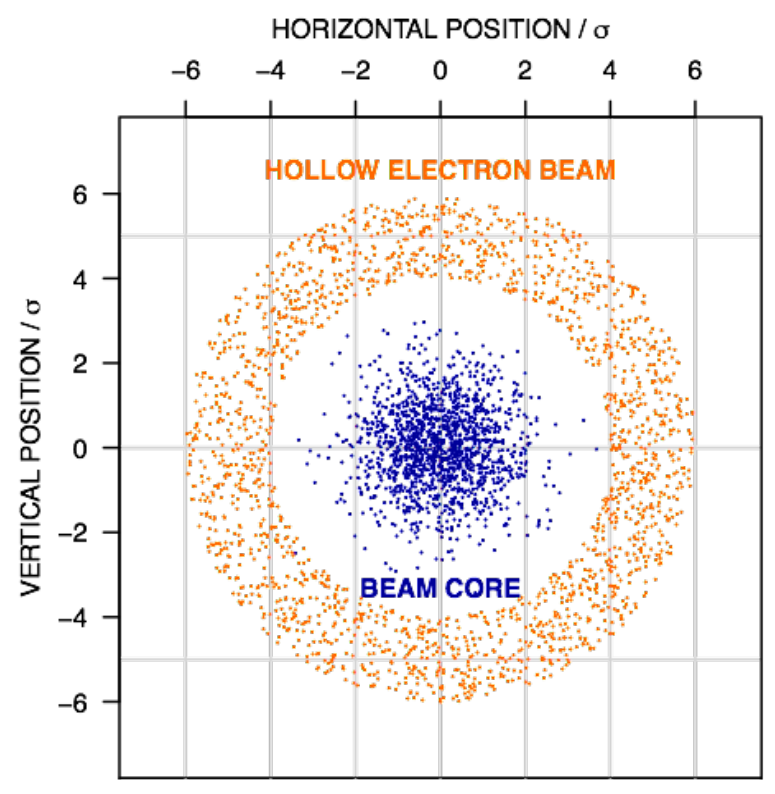 HORIZONTAL POSITION / σ
−6 −4 −2 0 2 4 6
HOLLOW ELECTRON BEAM
6
4
2
0
−2
−4
−6
VERTICAL POSITION / σ
BEAM CORE